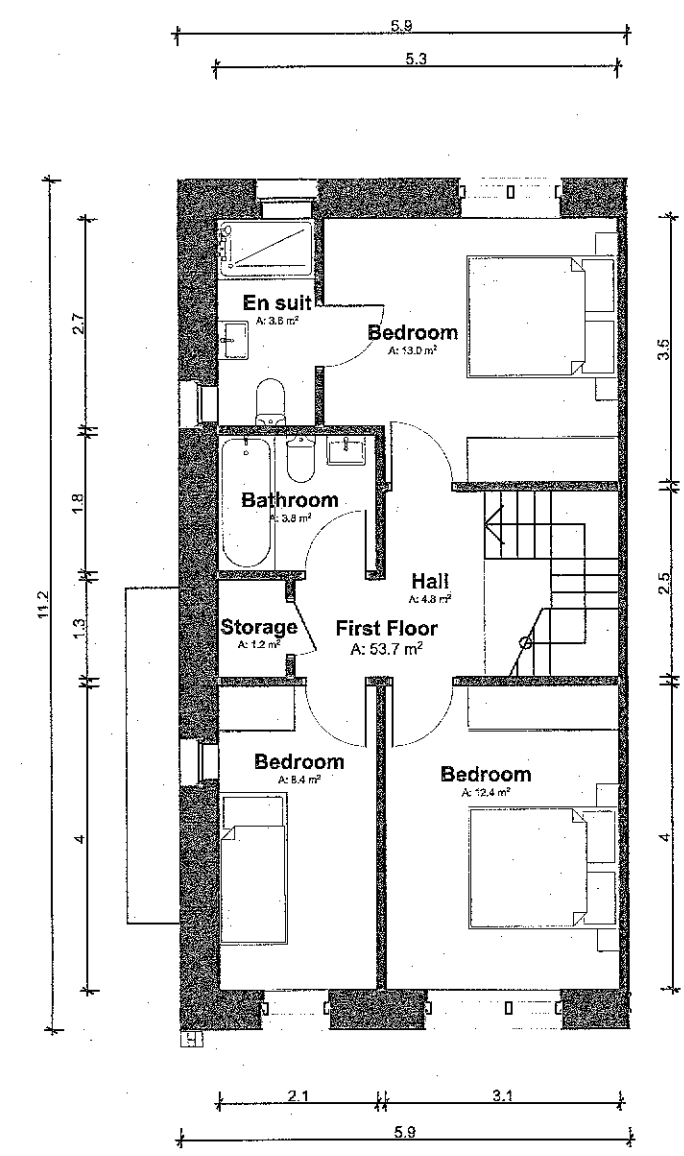 5.9
5.3
En suit
A: 3.6 m²
Bedroom
A: 13.0 m²
2.7
3.5
Bathroom
A: 3.8 m²
1.8
Hall
A: 4.8 m²
2.5
11.2
1.3
Storage
A: 1.2 m²
First Floor
A: 53.7 m²
Bedroom
A: 8.4 m²
Bedroom
A: 12.4 m²
4
4
2.1
3.1
5.9